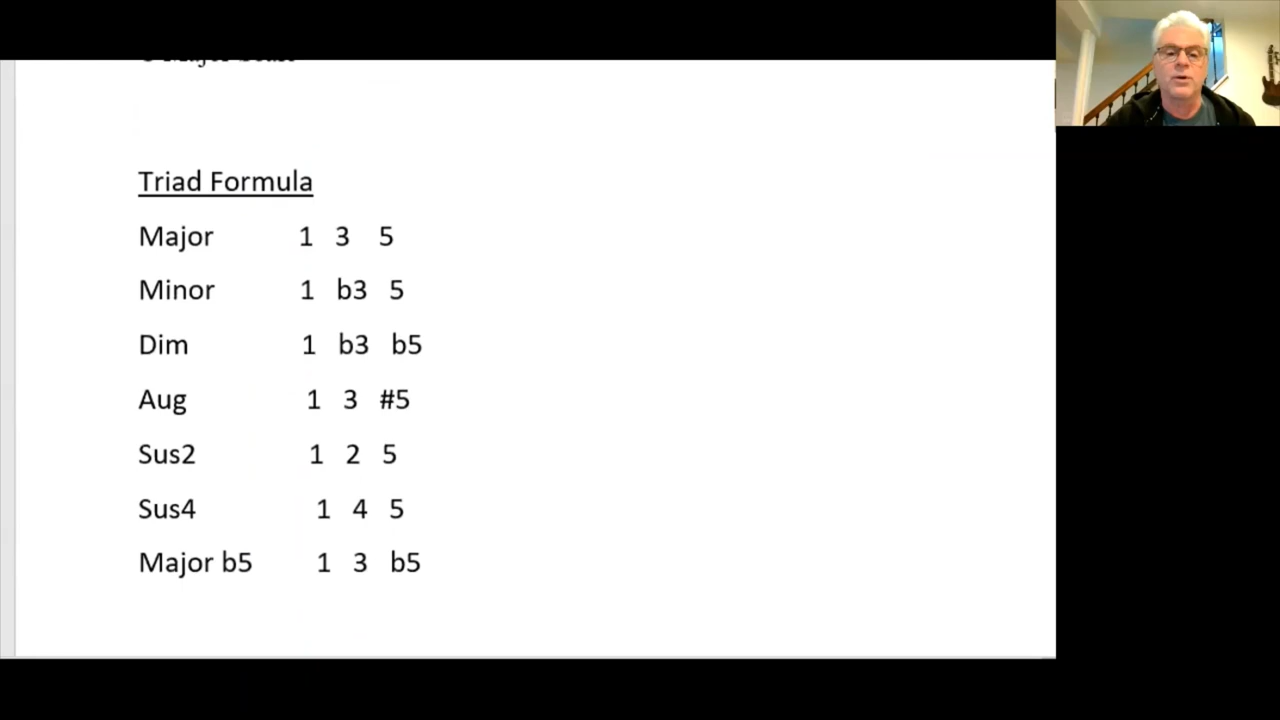 Triad Formula
Major 1 3 5
Minor 1 b3 5
Dim 1 b3 b5
Aug 1 3 #5
Sus2 1 2 5
Sus4 1 4 5
Major b5 1 3 b5